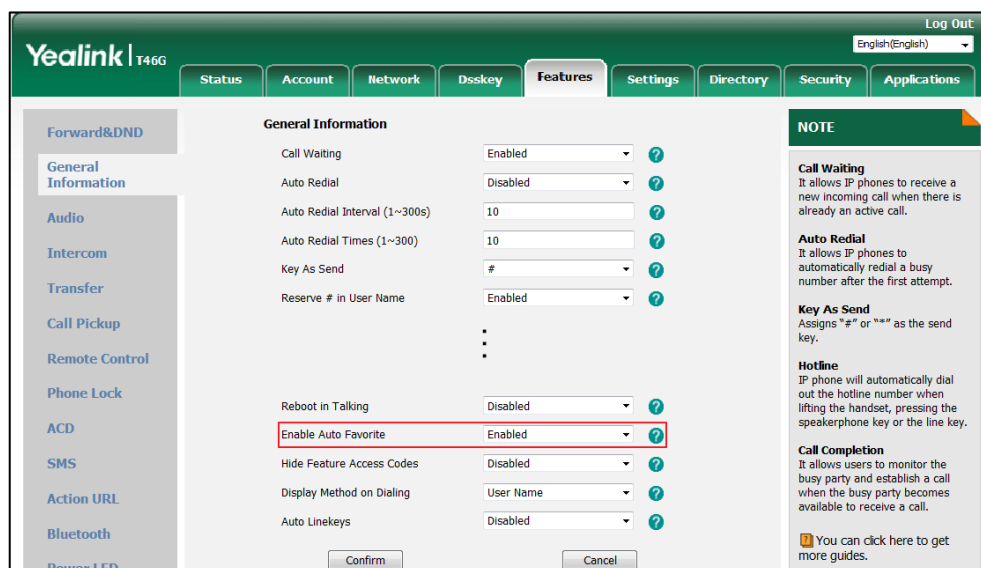 Log Out
Yealink T46G
English(English)
Status Account Network Dsskey Features Settings Directory Security Applications
Forward&DND
General
Information
Audio
Intercom
Transfer
Call Pickup
Remote Control
Phone Lock
ACD
SMS
Action URL
Bluetooth
Power LED
General Information
Call Waiting Enabled ?
Auto Redial Disabled ?
Auto Redial Interval (1~300s) 10 ?
Auto Redial Times (1~300) 10 ?
Key As Send # ?
Reserve # in User Name Enabled ?
Reboot in Talking Disabled ?
Enable Auto Favorite Enabled ?
Hide Feature Access Codes Disabled ?
Display Method on Dialing User Name ?
Auto Linekeys Disabled ?
Confirm Cancel
NOTE
Call Waiting
It allows IP phones to receive a
new incoming call when there is
already an active call.
Auto Redial
It allows IP phones to
automatically redial a busy
number after the first attempt.
Key As Send
Assigns "#" or "*" as the send
key.
Hotline
IP phone will automatically dial
out the hotline number when
lifting the handset, pressing the
speakerphone key or the line key.
Call Completion
It allows users to monitor the
busy party and establish a call
when the busy party becomes
available to receive a call.
? You can click here to get
more guides.